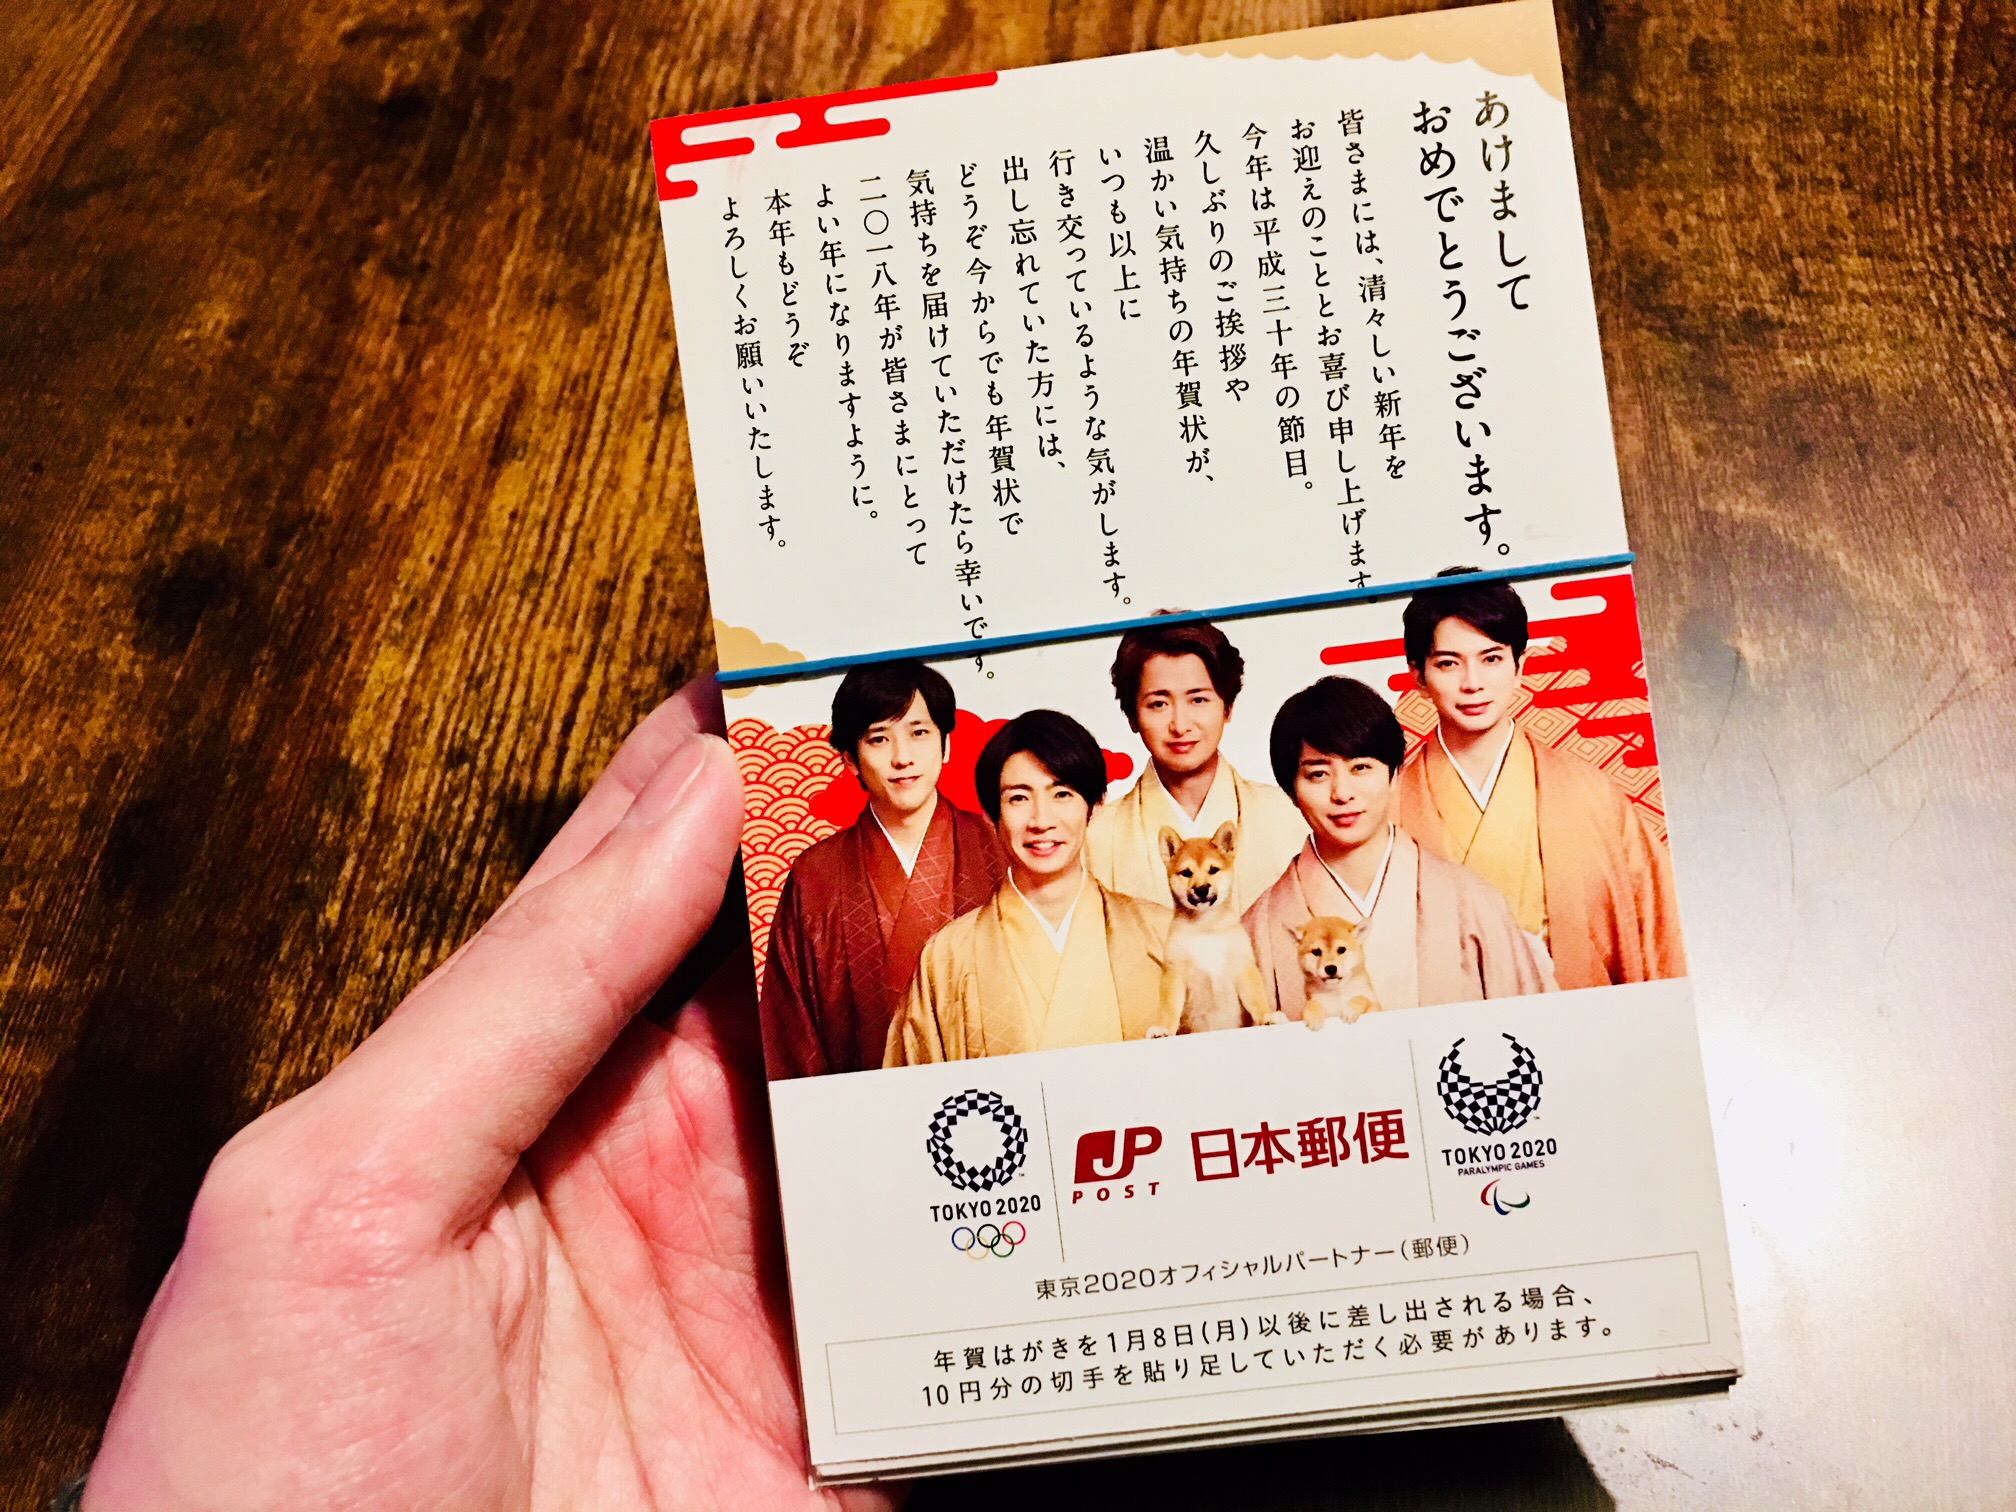 あけまして
おめでとうございます。
皆さまには、清々しい新年を
お迎えのこととお喜び申し上げます。
今年は平成三十年の節目。
久しぶりのご挨拶や
温かい気持ちの年賀状が、
いつも以上に
行き交っているような気がします。
出し忘れていた方には、
どうぞ今からでも年賀状で
気持ちを届けていただけたら幸いです。
二〇一八年が皆さまにとって
よい年になりますように。
本年もどうぞ
よろしくお願いいたします。
TOKYO 2020
JP
POST
日本郵便
TOKYO 2020
PARALYMPIC GAMES
東京2020オフィシャルパートナー(郵便)
年賀はがきを1月8日(月)以後に差し出される場合、
10円分の切手を貼り足していただく必要があります。